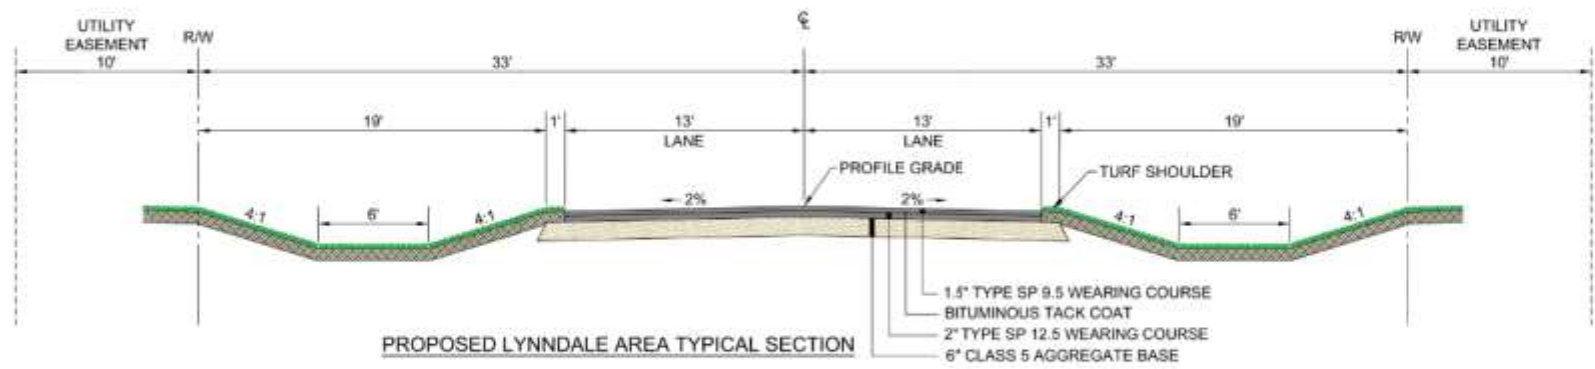 ℄
UTILITY
EASEMENT
10'
R/W
33'
33'
R/W
UTILITY
EASEMENT
10'
19'
1'
13'
LANE
13'
LANE
1'
19'
PROFILE GRADE
TURF SHOULDER
2%
2%
4:1
6'
4:1
4:1
6'
4:1
1.5" TYPE SP 9.5 WEARING COURSE
BITUMINOUS TACK COAT
2" TYPE SP 12.5 WEARING COURSE
6" CLASS 5 AGGREGATE BASE
PROPOSED LYNNDALE AREA TYPICAL SECTION